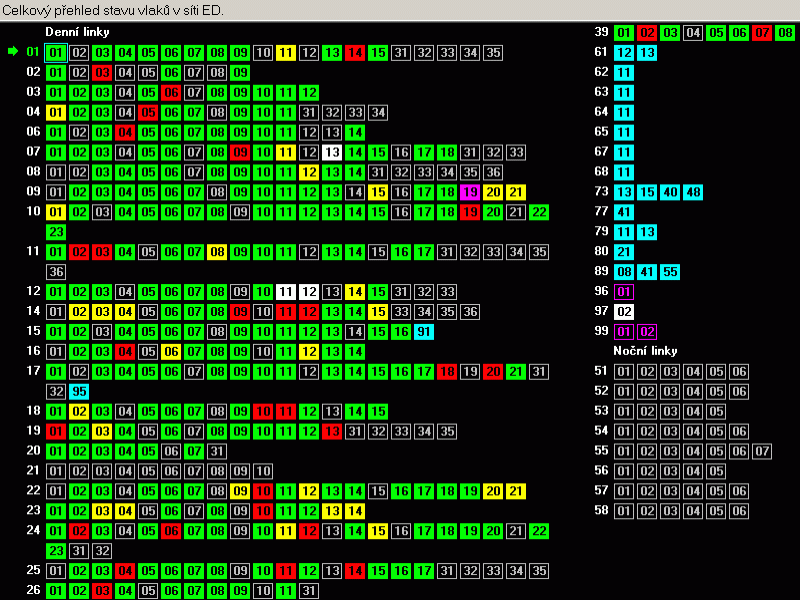 Celkový přehled stavu vlaků v síti ED.
Denní linky
01 01 02 03 04 05 06 07 08 09 10 11 12 13 14 15 31 32 33 34 35
02 01 02 03 04 05 06 07 08 09
03 01 02 03 04 05 06 07 08 09 10 11 12
04 01 02 03 04 05 06 07 08 09 10 11 31 32 33 34
06 01 02 03 04 05 06 07 08 09 10 11 12 13 14
07 01 02 03 04 05 06 07 08 09 10 11 12 13 14 15 16 17 18 31 32 33
08 01 02 03 04 05 06 07 08 09 10 11 12 13 14 31 33 34 35 36
09 01 02 03 04 05 06 07 08 09 10 11 12 13 14 15 16 17 18 19 20 21
10 01 02 03 04 05 06 07 08 09 10 11 12 13 14 15 16 17 18 19 20 21 22
23
11 01 02 03 04 05 06 07 08 09 10 11 12 13 14 15 16 17 31 32 33 34 35
36
12 01 02 03 04 05 06 07 08 09 10 11 12 13 14 15 31 32 33
14 01 02 03 04 05 06 07 08 09 10 11 12 13 14 15 33 34 35 36
15 01 02 03 04 05 06 07 08 09 10 11 12 13 14 15 16 91
16 01 02 03 04 05 06 07 08 09 10 11 12 13 14
17 01 02 03 04 05 06 07 08 09 10 11 12 13 14 15 16 17 18 19 20 21 31
32 95
18 01 02 03 04 05 06 07 08 09 10 11 12 13 14 15
19 01 02 03 04 05 06 07 08 09 10 11 12 13 31 32 33 34 35
20 01 02 03 04 05 06 07 31
21 01 02 03 04 05 06 07 08 09 10
22 01 02 03 04 05 06 07 08 09 10 11 12 13 14 15 16 17 18 19 20 21
23 01 02 03 04 05 06 07 08 09 10 11 12 13 14
24 01 02 03 04 05 06 07 08 09 10 11 12 13 14 15 16 17 18 19 20 21 22
23 31 32
25 01 02 03 04 05 06 07 08 09 10 11 12 13 14 15 16 17 31 32 33 34 35
26 01 02 03 04 05 06 07 08 09 10 11 31
39 01 02 03 04 05 06 07 08
61 12 13
62 11
63 11
64 11
65 11
67 11
68 11
73 13 15 40 48
77 41
79 11 13
80 21
89 08 41 55
96 01
97 02
99 01 02
Noční linky
51 01 02 03 04 05 06
52 01 02 03 04 05 06
53 01 02 03 04 05
54 01 02 03 04 05 06
55 01 02 03 04 05 06 07
56 01 02 03 04 05
57 01 02 03 04 05 06
58 01 02 03 04 05 06